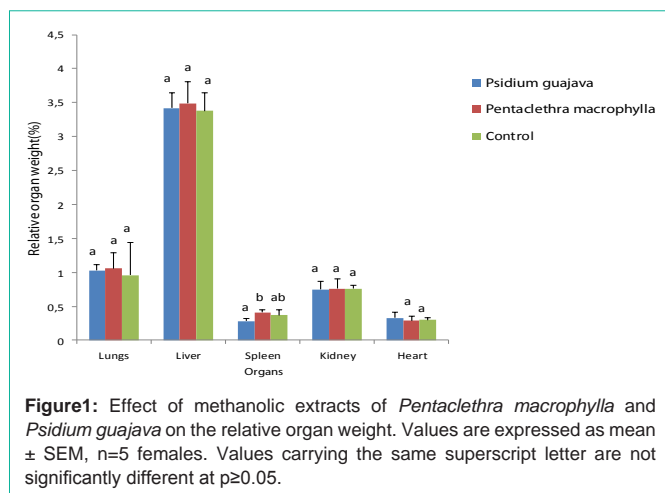 4,5
4
3,5
3
2,5
2
1,5
1
0,5
0
Relative organ weight(%)
a a a
a a a
a b ab
a a a
a a
Lungs Liver Spleen Kidney Heart
Organs
Psidium guajava
Pentaclethra macrophylla
Control
Figure1: Effect of methanolic extracts of Pentaclethra macrophylla and
Psidium guajava on the relative organ weight. Values are expressed as mean
± SEM, n=5 females. Values carrying the same superscript letter are not
significantly different at p≥0.05.